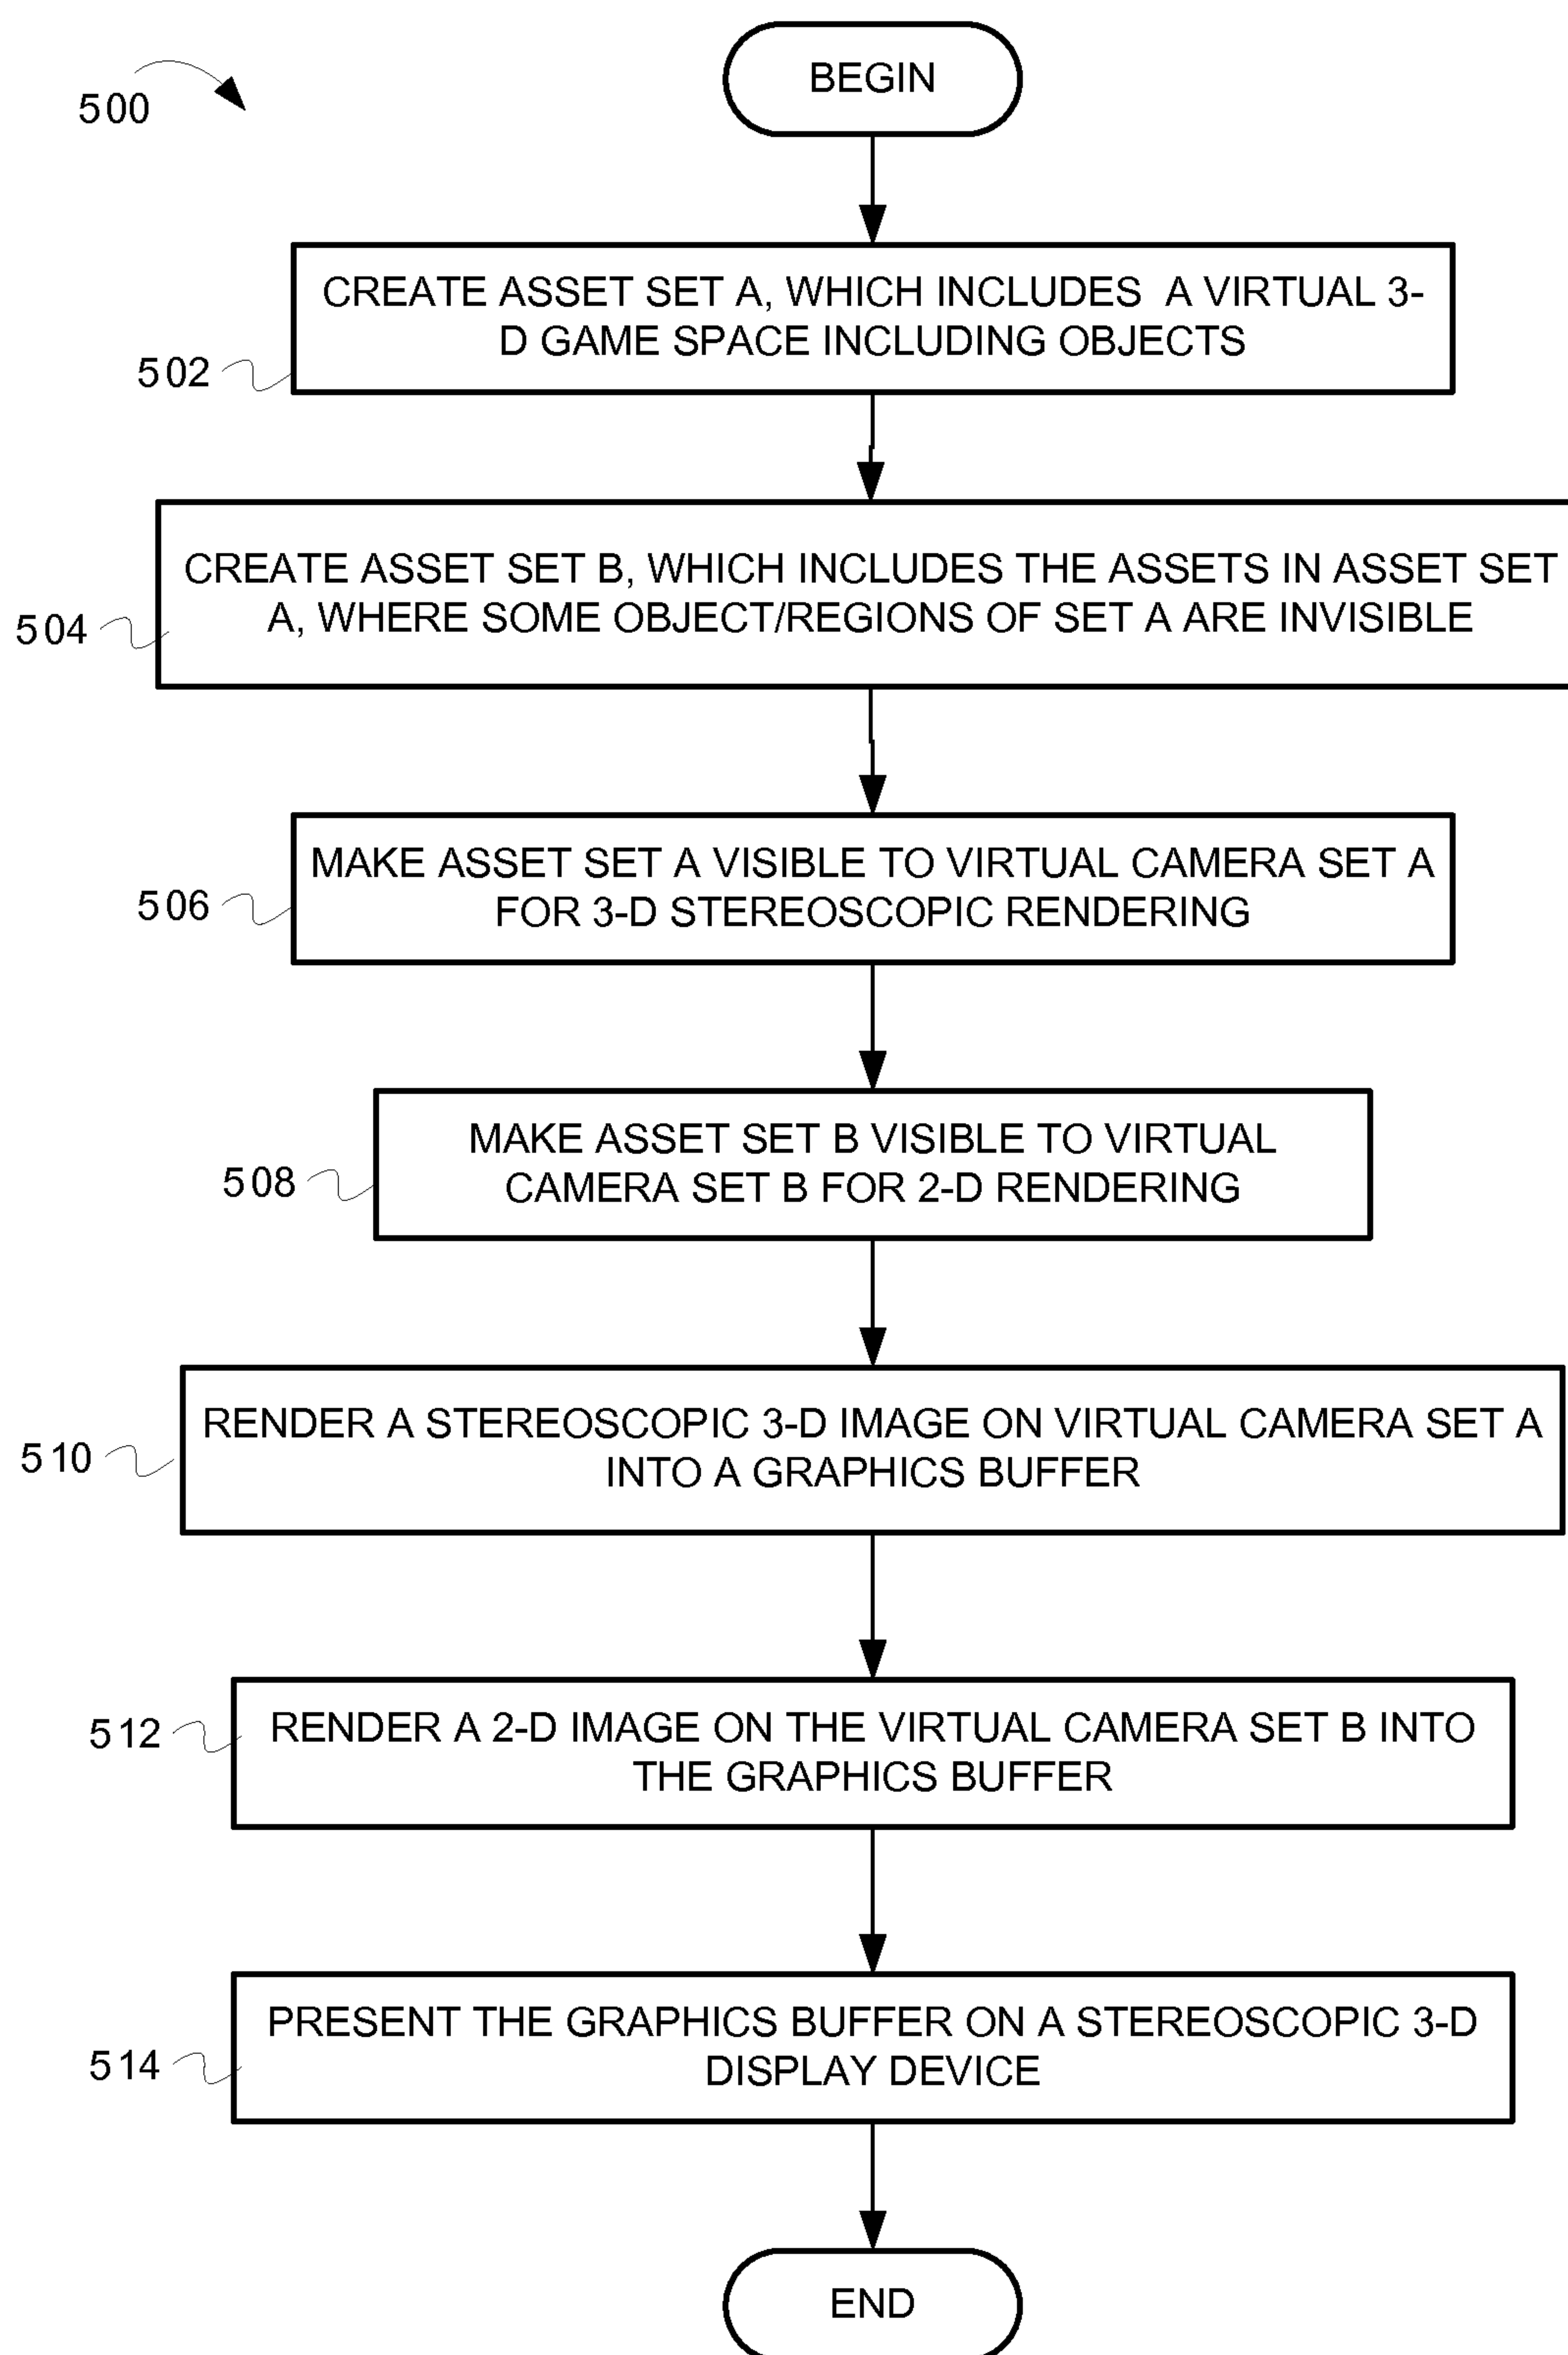 BEGIN
500
CREATE ASSET SET A, WHICH INCLUDES A VIRTUAL 3-
D GAME SPACE INCLUDING OBJECTS
502
CREATE ASSET SET B, WHICH INCLUDES THE ASSETS IN ASSET SET
A, WHERE SOME OBJECT/REGIONS OF SET A ARE INVISIBLE
504
MAKE ASSET SET A VISIBLE TO VIRTUAL CAMERA SET A
FOR 3-D STEREOSCOPIC RENDERING
506
MAKE ASSET SET B VISIBLE TO VIRTUAL
CAMERA SET B FOR 2-D RENDERING
508
RENDER A STEREOSCOPIC 3-D IMAGE ON VIRTUAL CAMERA SET A
INTO A GRAPHICS BUFFER
510
RENDER A 2-D IMAGE ON THE VIRTUAL CAMERA SET B INTO
THE GRAPHICS BUFFER
512
PRESENT THE GRAPHICS BUFFER ON A STEREOSCOPIC 3-D
DISPLAY DEVICE
514
END